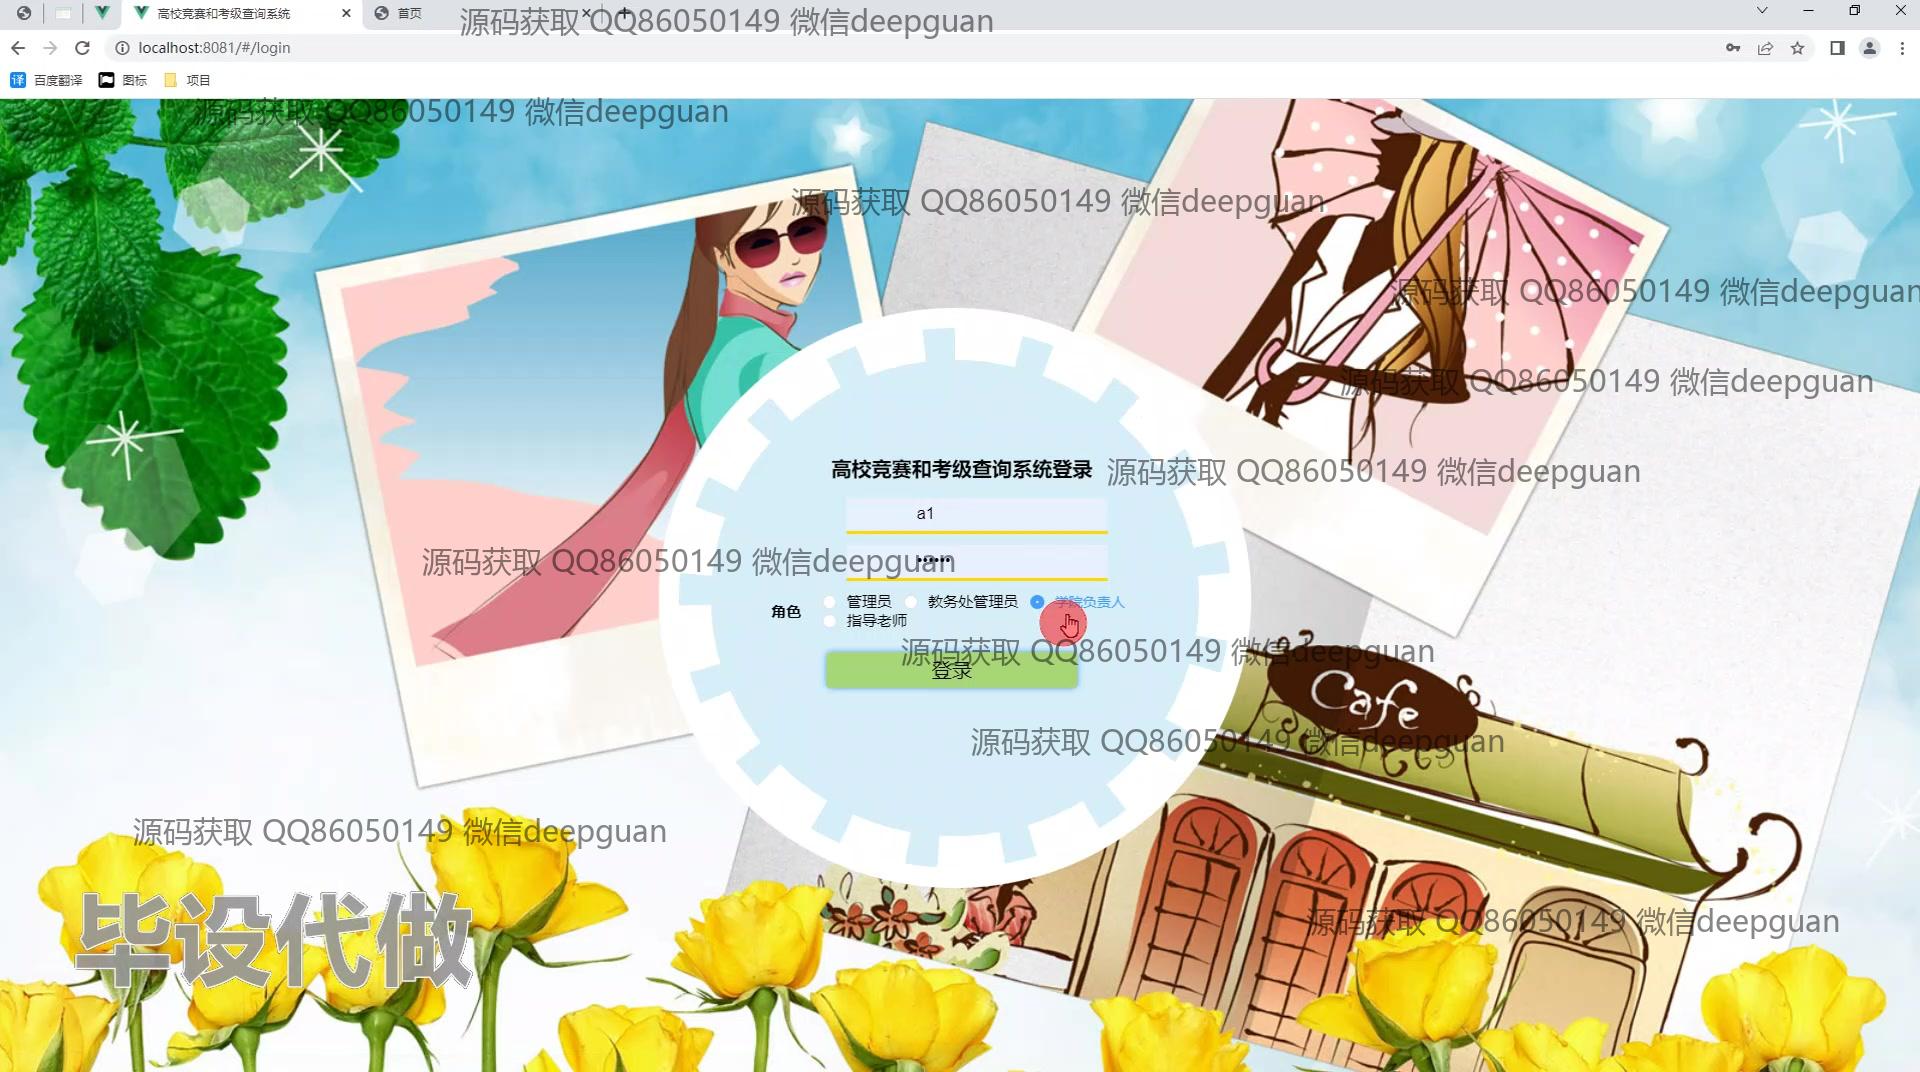 高校竞赛和考级查询系统
首页
源码获取 QQ86050149 微信deepguan
localhost:8081/#/login
百度翻译
图标
项目
源码获取 QQ86050149 微信deepguan
源码获取 QQ86050149 微信deepguan
源码获取 QQ86050149 微信deepguan
源码获取 QQ86050149 微信deepguan
高校竞赛和考级查询系统登录
源码获取 QQ86050149 微信deepguan
a1
源码获取 QQ86050149 微信deepguan
角色
管理员
教务处管理员
学院负责人
指导老师
源码获取 QQ86050149 微信deepguan
登录
Cafe
源码获取 QQ86050149 微信deepguan
源码获取 QQ86050149 微信deepguan
毕设代做
源码获取 QQ86050149 微信deepguan